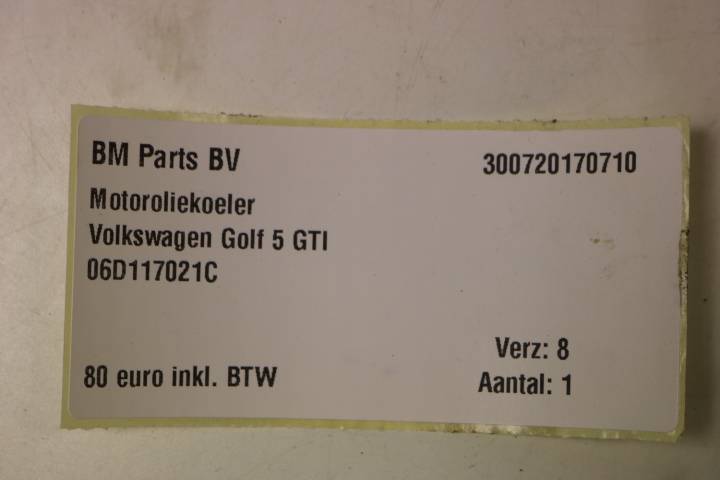 BM Parts BV 300720170710
Motoroliekoeler
Volkswagen Golf 5 GTI
06D117021C
Verz: 8
80 euro inkl. BTW Aantal: 1